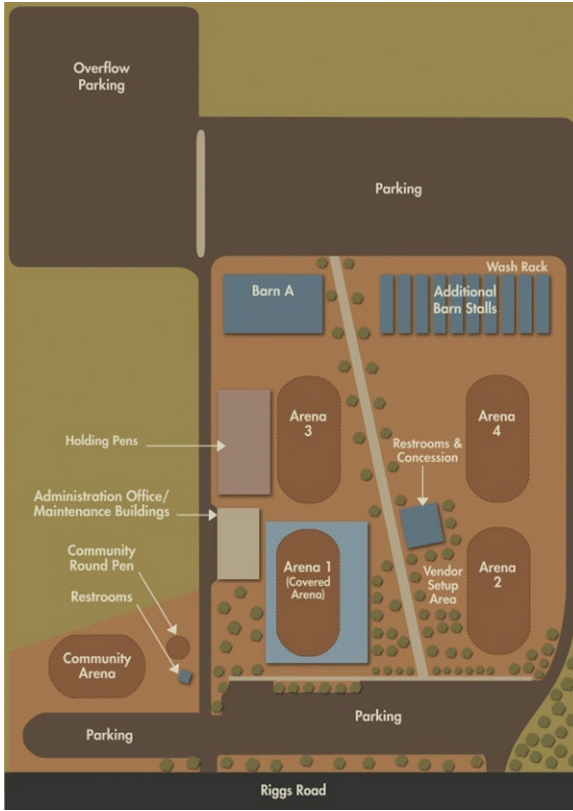 Overflow
Parking
Parking
Wash Rack
Barn A
Additional
Barn Stalls
Arena
3
Arena
4
Holding Pens
Restrooms &
Concession
Administration Office/
Maintenance Buildings
Community
Round Pen
Arena 1
(Covered Arena)
Vendor
Setup
Area
Arena
2
Restrooms
Community
Arena
Parking
Parking
Riggs Road